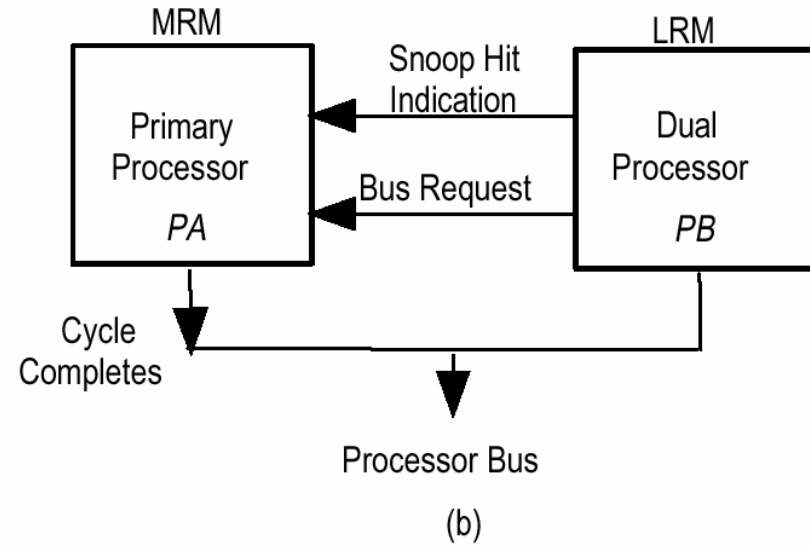 MRM
LRM
Snoop Hit
Indication
Primary
Processor
PA
Dual
Processor
PB
Bus Request
Cycle
Completes
Processor Bus
(b)